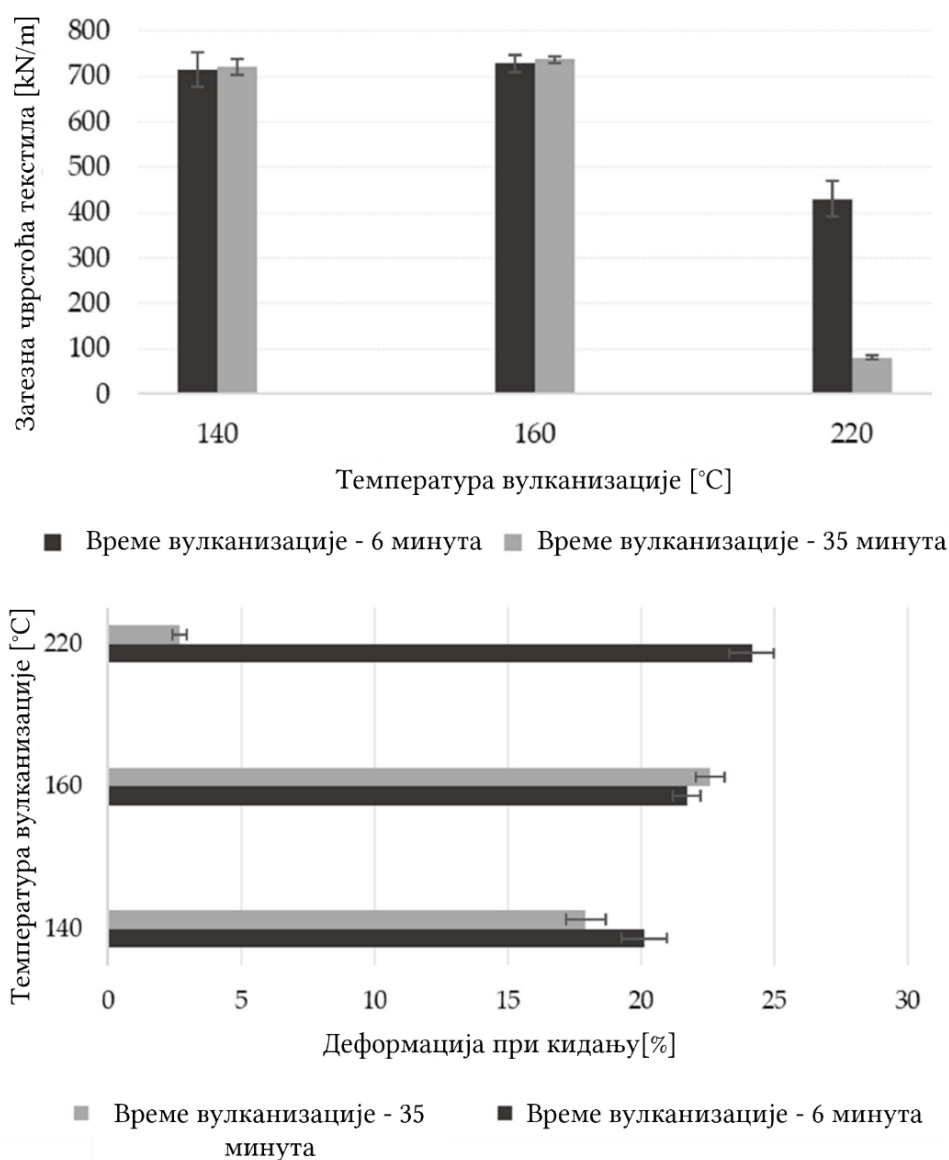 Затезна чврстоћа текстила [kN/m]
800
700
600
500
400
300
200
100
0
140
160
220
Температура вулканизације [°C]
Време вулканизације - 6 минута
Време вулканизације - 35 минута
Температура вулканизације [°C]
220
160
140
0
5
10
15
20
25
30
Деформација при кидању[%]
Време вулканизације - 35
минута
Време вулканизације - 6 минута